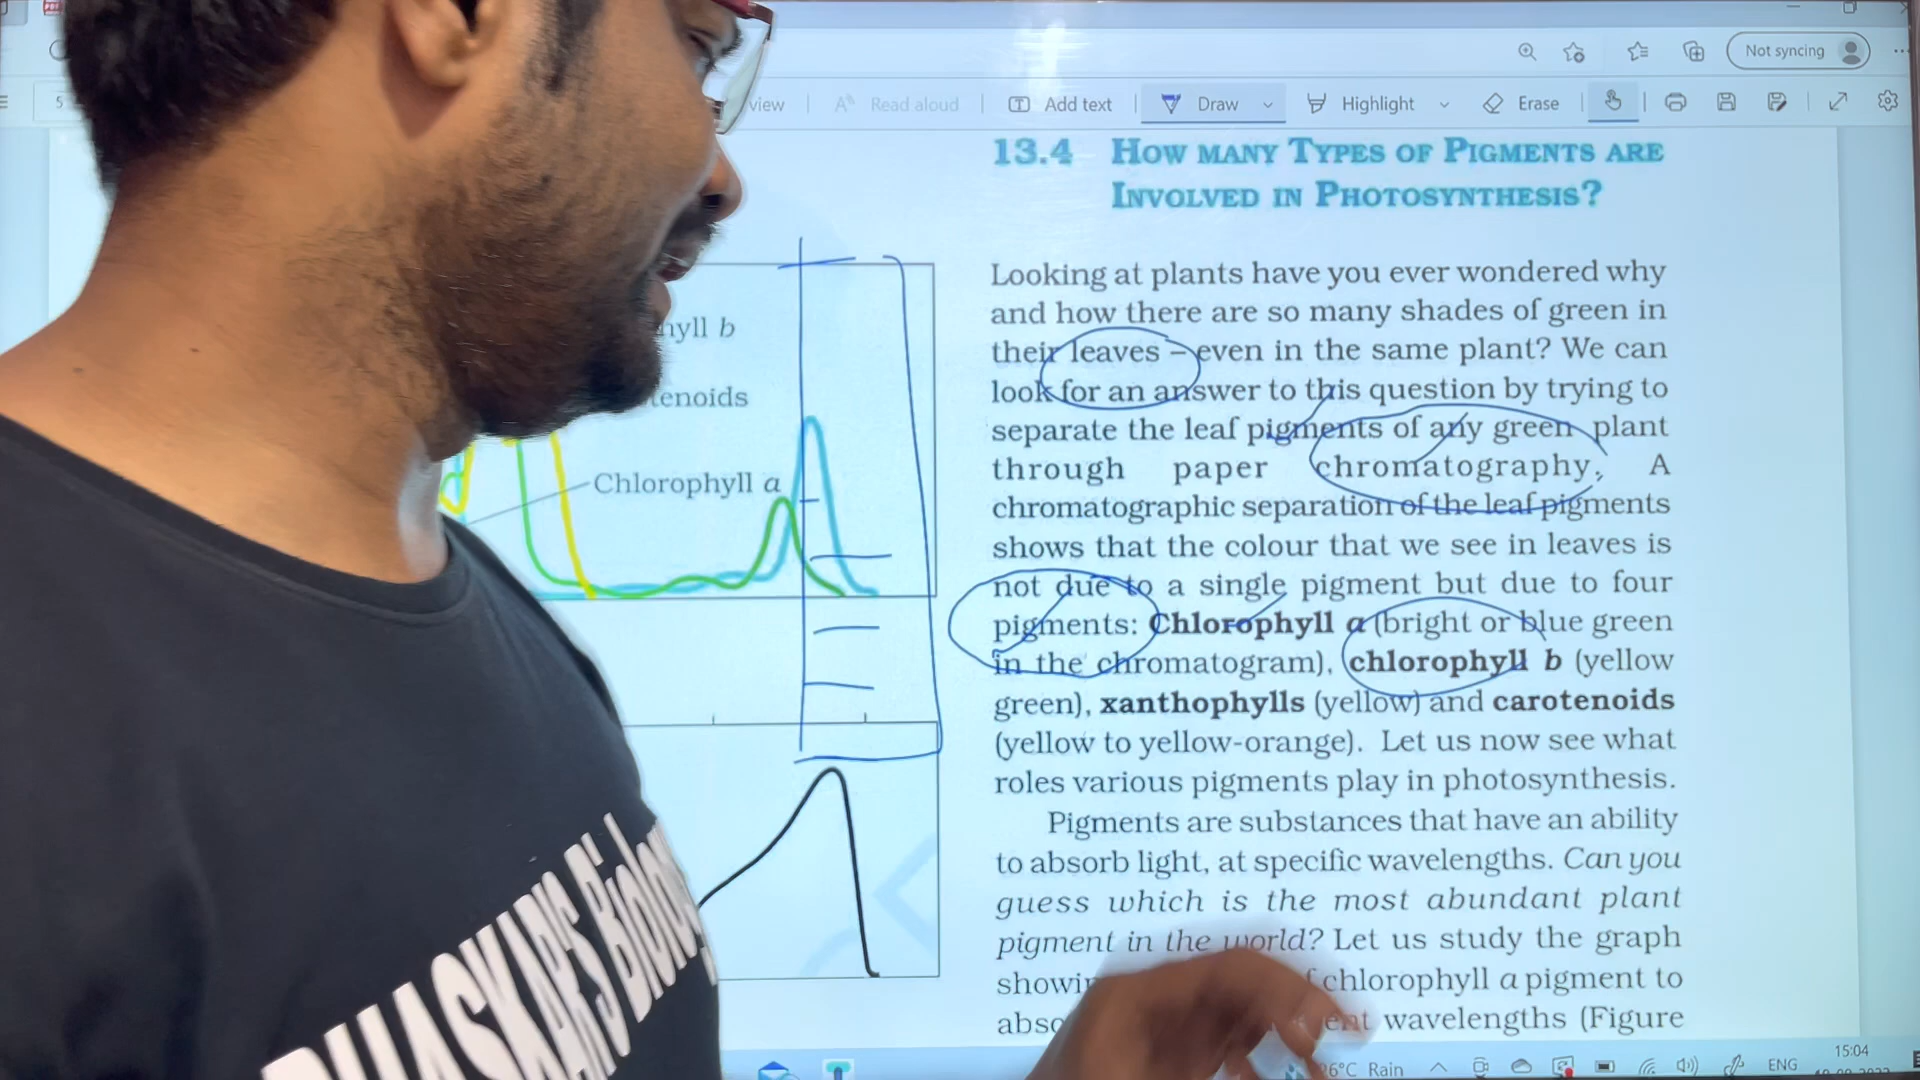 Not syncing
5
view
Read aloud
Add text
Draw
Highlight
Erase
13.4 HOW MANY TYPES OF PIGMENTS ARE
INVOLVED IN PHOTOSYNTHESIS?
hyll b
tenoids
Chlorophyll a
Looking at plants have you ever wondered why
and how there are so many shades of green in
their leaves – even in the same plant? We can
look for an answer to this question by trying to
separate the leaf pigments of any green plant
through paper chromatography. A
chromatographic separation of the leaf pigments
shows that the colour that we see in leaves is
not due to a single pigment but due to four
pigments: Chlorophyll a (bright or blue green
in the chromatogram), chlorophyll b (yellow
green), xanthophylls (yellow) and carotenoids
(yellow to yellow-orange). Let us now see what
roles various pigments play in photosynthesis.
Pigments are substances that have an ability
to absorb light, at specific wavelengths. Can you
guess which is the most abundant plant
pigment in the world? Let us study the graph
chlorophyll a pigment to
wavelengths (Figure
6°C Rain
ENG
15:04
BHASKAR'S Biology